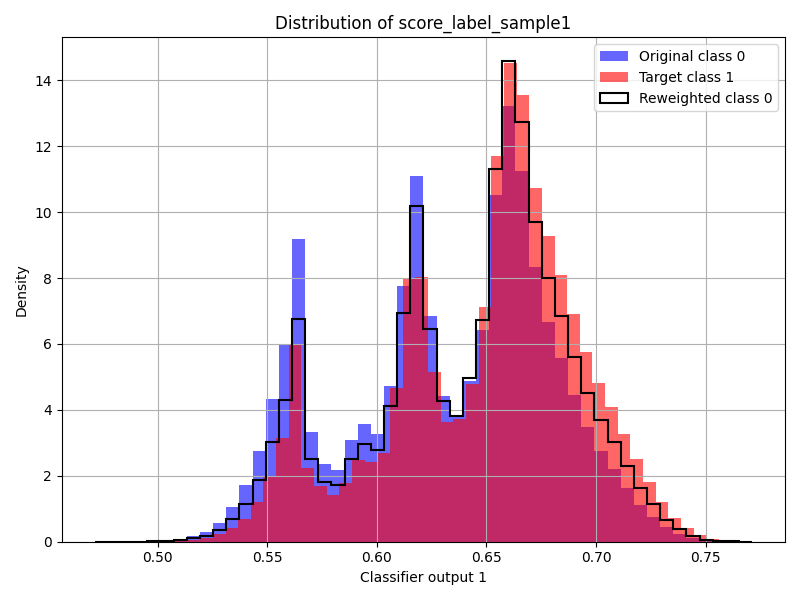 Distribution of score_label_sample1
Original class 0
Target class 1
Reweighted class 0
Density
14
12
10
8
6
4
2
0
0.50
0.55
0.60
0.65
0.70
0.75
Classifier output 1